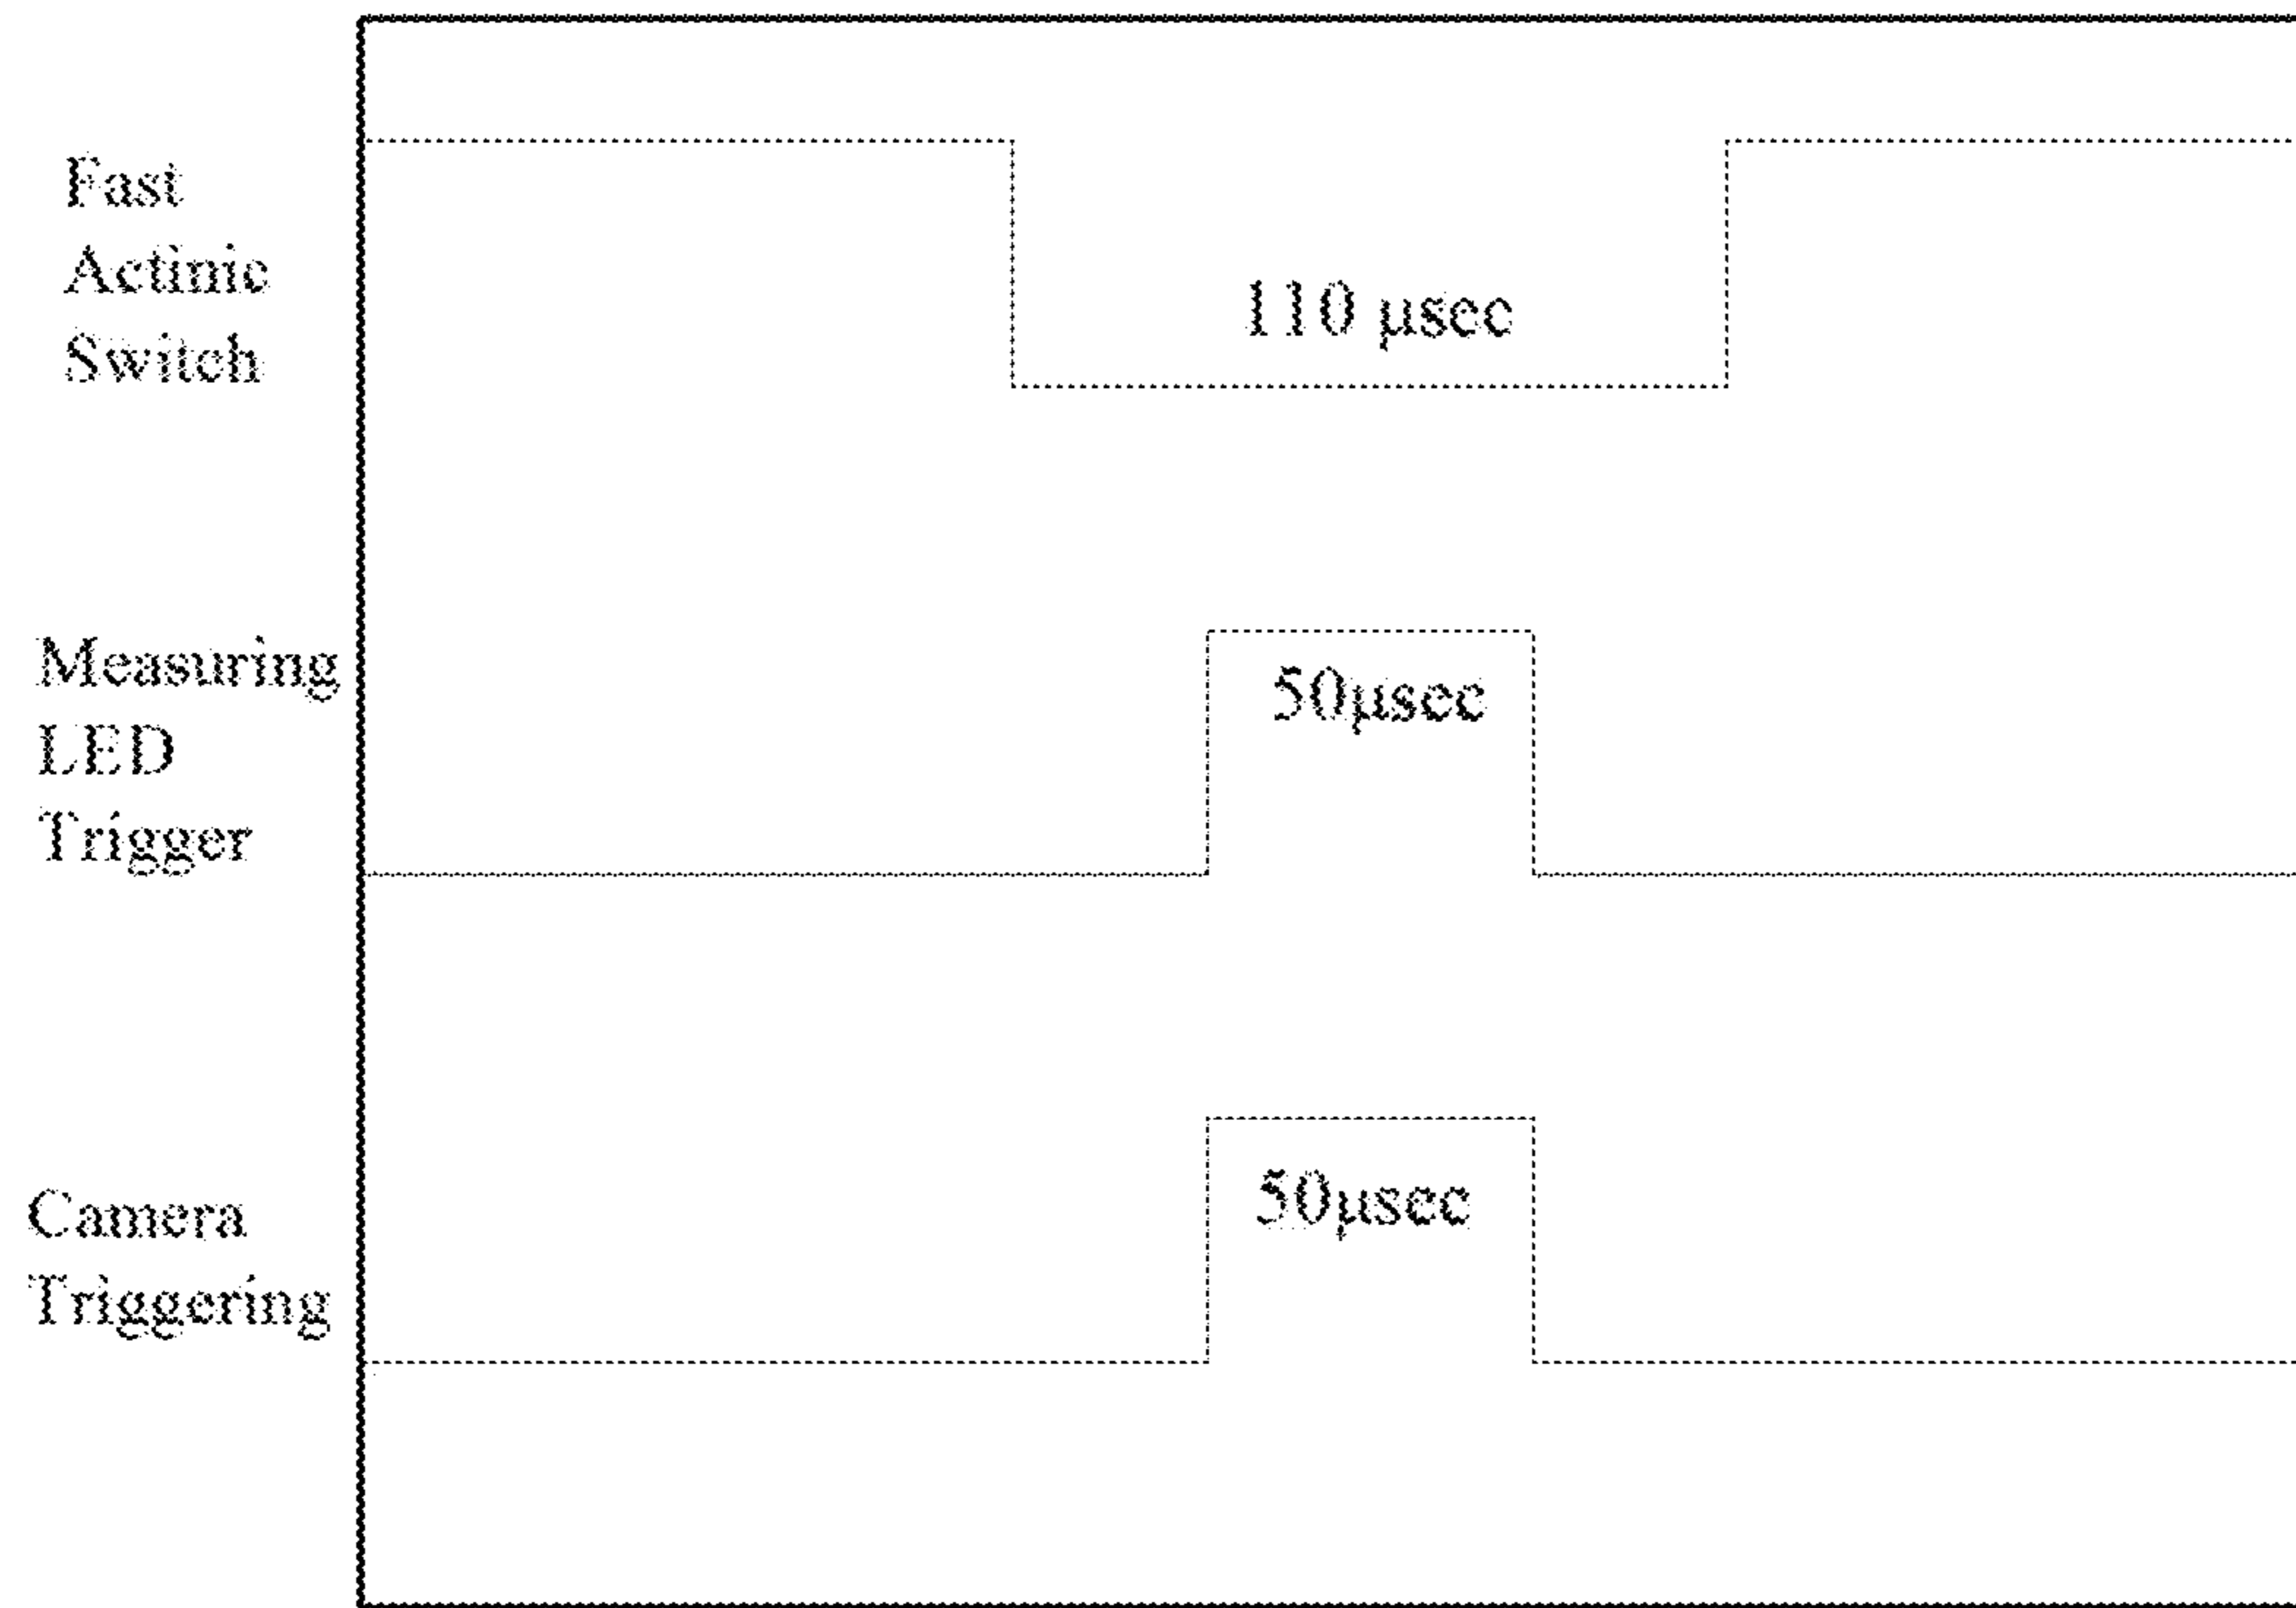 Fast
Actinic
Switch
110 µsec
Measuring
LED
Trigger
50µsec
Camera
Triggering
50µsec